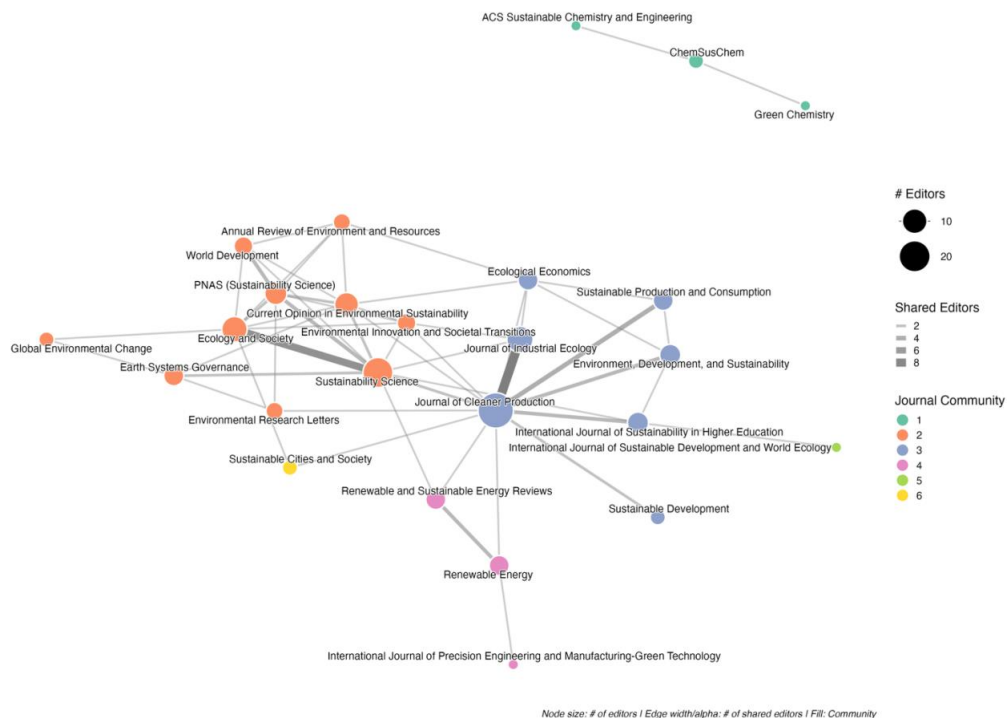 ACS Sustainable Chemistry and Engineering
ChemSusChem
Green Chemistry
# Editors
10
20
Shared Editors
2
4
6
8
Journal Community
1
2
3
4
5
6
Annual Review of Environment and Resources
World Development
Ecological Economics
PNAS (Sustainability Science)
Sustainable Production and Consumption
Current Opinion in Environmental Sustainability
Environmental Innovation and Societal Transitions
Ecology and Society
Global Environmental Change
Journal of Industrial Ecology
Earth Systems Governance
Environment, Development, and Sustainability
Sustainability Science
Journal of Cleaner Production
Environmental Research Letters
International Journal of Sustainability in Higher Education
International Journal of Sustainable Development and World Ecology
Sustainable Cities and Society
Renewable and Sustainable Energy Reviews
Sustainable Development
Renewable Energy
International Journal of Precision Engineering and Manufacturing-Green Technology
Node size: # of editors | Edge width/alpha: # of shared editors | Fill: Community